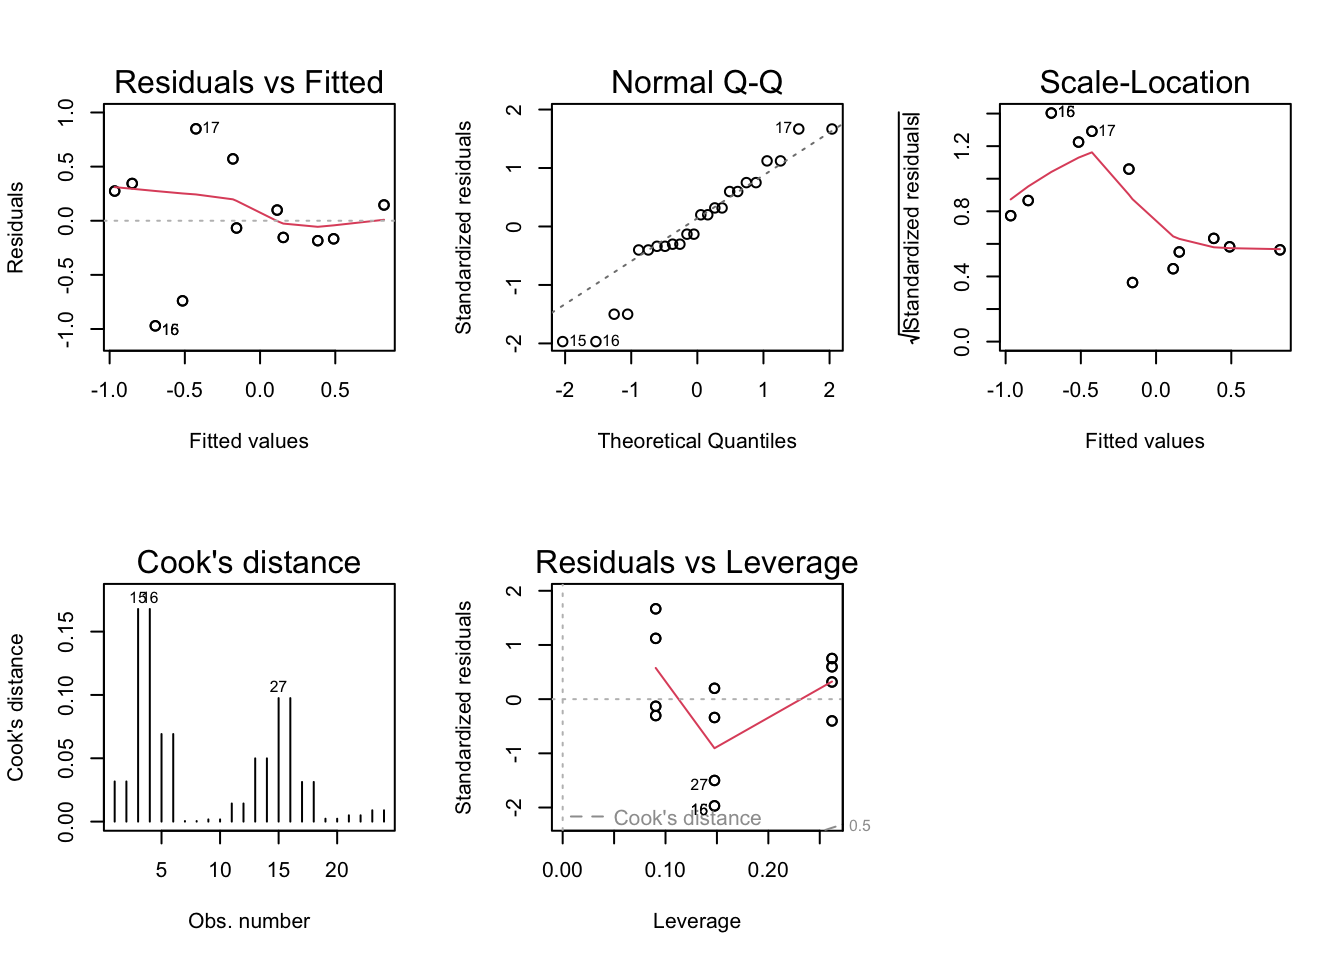 Residuals vs Fitted
Residuals
1.0
0.5
0.0
-0.5
-1.0
17
16
-1.0 -0.5 0.0 0.5
Fitted values
Normal Q-Q
Standardized residuals
2
1
0
-1
-2
17
15 16
-2 -1 0 1 2
Theoretical Quantiles
Scale-Location
√|Standardized residuals|
1.2
0.8
0.4
0.0
16
17
-1.0 -0.5 0.0 0.5
Fitted values
Cook's distance
Cook's distance
0.15
0.10
0.05
0.00
15 16
27
5 10 15 20
Obs. number
Residuals vs Leverage
Standardized residuals
2
1
0
-1
-2
27
16
Cook's distance
0.5
0.00 0.10 0.20
Leverage